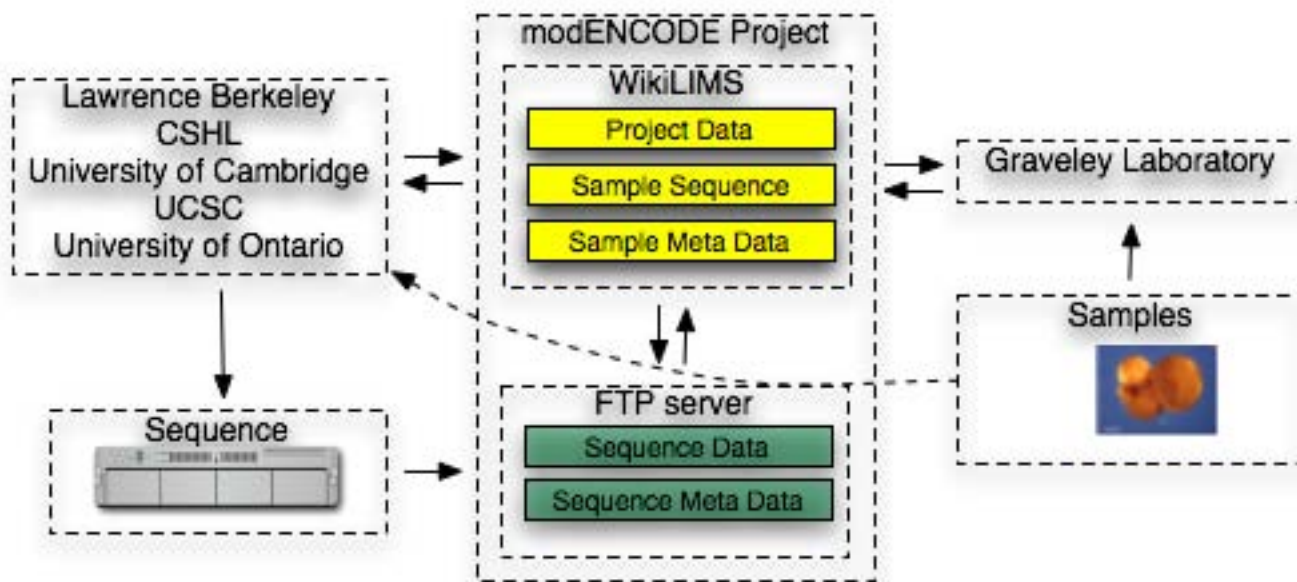 modENCODE Project
Lawrence Berkeley
CSHL
University of Cambridge
UCSC
University of Ontario
WikiLIMS
Project Data
Sample Sequence
Sample Meta Data
Graveley Laboratory
Samples
Sequence
FTP server
Sequence Data
Sequence Meta Data